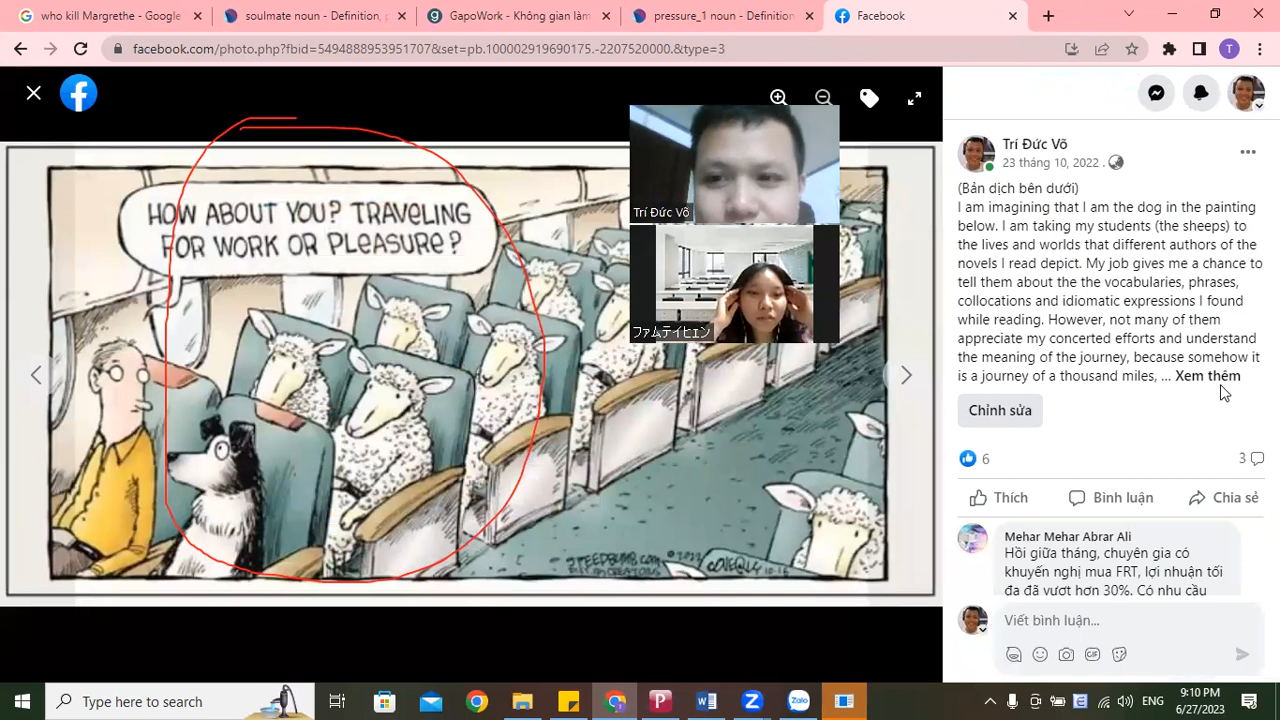 who kill Margrethe - Google
soulmate noun - Definition, p
GapoWork - Không gian làm
pressure_1 noun - Definition
Facebook
facebook.com/photo.php?fbid=5494888953951707&set=pb.100002919690175.-2207520000.&type=3
T
HOW ABOUT YOU? TRAVELING
FOR WORK OR PLEASURE?
Trí Đức Võ
ファムテイヒェン
Trí Đức Võ
23 tháng 10, 2022 ·
(Bản dịch bên dưới)
I am imagining that I am the dog in the painting
below. I am taking my students (the sheeps) to
the lives and worlds that different authors of the
novels I read depict. My job gives me a chance to
tell them about the the vocabularies, phrases,
collocations and idiomatic expressions I found
while reading. However, not many of them
appreciate my concerted efforts and understand
the meaning of the journey, because somehow it
is a journey of a thousand miles, ... Xem thêm
Chỉnh sửa
6
3
Thích
Bình luận
Chia sẻ
Mehar Mehar Abrar Ali
Hồi giữa tháng, chuyên gia có
khuyến nghị mua FRT, lợi nhuận tối
đa đã vượt hơn 30%. Có nhu cầu
Viết bình luận...
GIF
Type here to search
Zalo
ENG
9:10 PM
6/27/2023